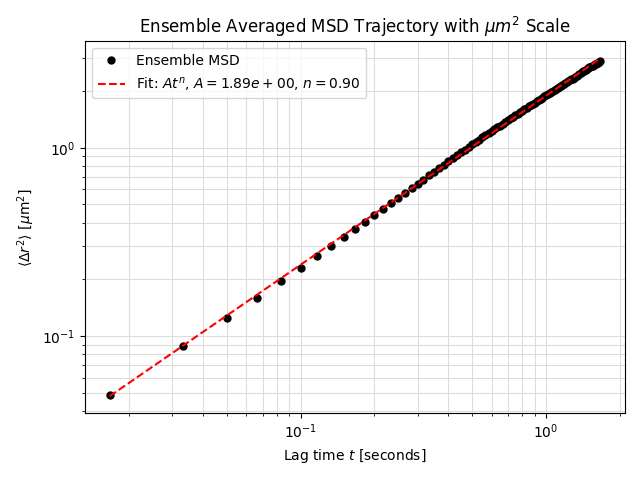 Ensemble Averaged MSD Trajectory with μm² Scale
Ensemble MSD
Fit: Atⁿ, A = 1.89e + 00, n = 0.90
10⁰
10⁻¹
⟨Δr²⟩ [μm²]
10⁻¹
10⁰
Lag time t [seconds]